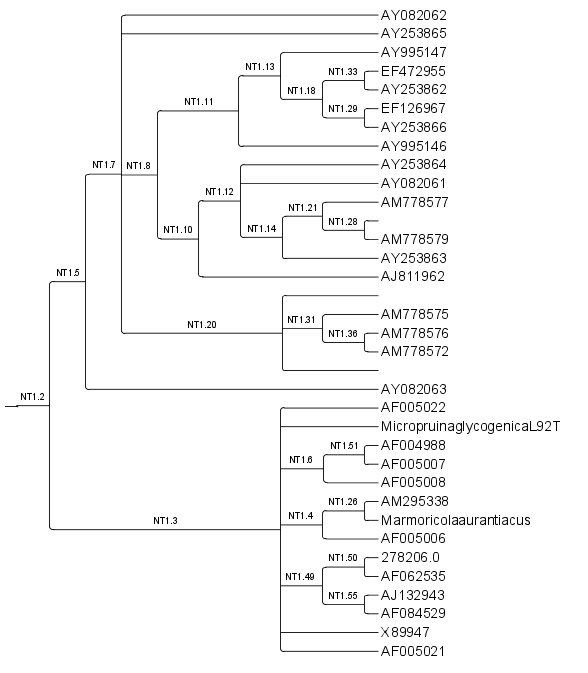 AY082062
AY253865
AY995147
NT1.13
NT1.33
EF472955
NT1.18
AY253862
NT1.11
NT1.29
EF126967
AY253866
AY995146
NT1.7
NT1.8
AY253864
AY082061
NT1.12
AM778577
NT1.21
NT1.28
NT1.10
NT1.14
AM778579
AY253863
NT1.5
AJ811962
AM778575
NT1.20
NT1.31
AM778576
NT1.36
AM778572
AY082063
NT1.2
AF005022
MicropruinaglycogenicaL92T
NT1.51
AF004988
NT1.6
AF005007
AF005008
NT1.26
AM295338
NT1.3
NT1.4
Marmoricolaaurantiacus
AF005006
NT1.50
278206.0
NT1.49
AF062535
NT1.55
AJ132943
AF084529
X89947
AF005021